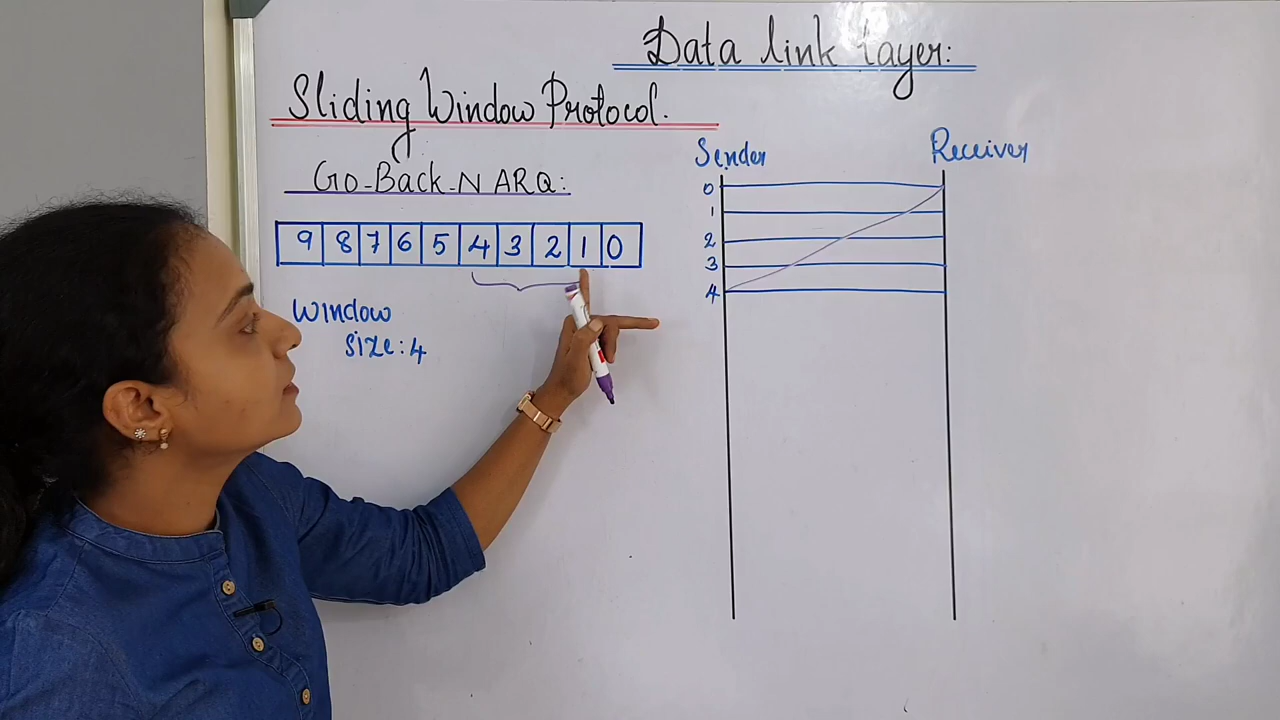 Data link layer:
Sliding Window Protocol.
Go-Back-N ARQ:
9 8 7 6 5 4 3 2 1 0
Window
size: 4
Sender Receiver
0
1
2
3
4